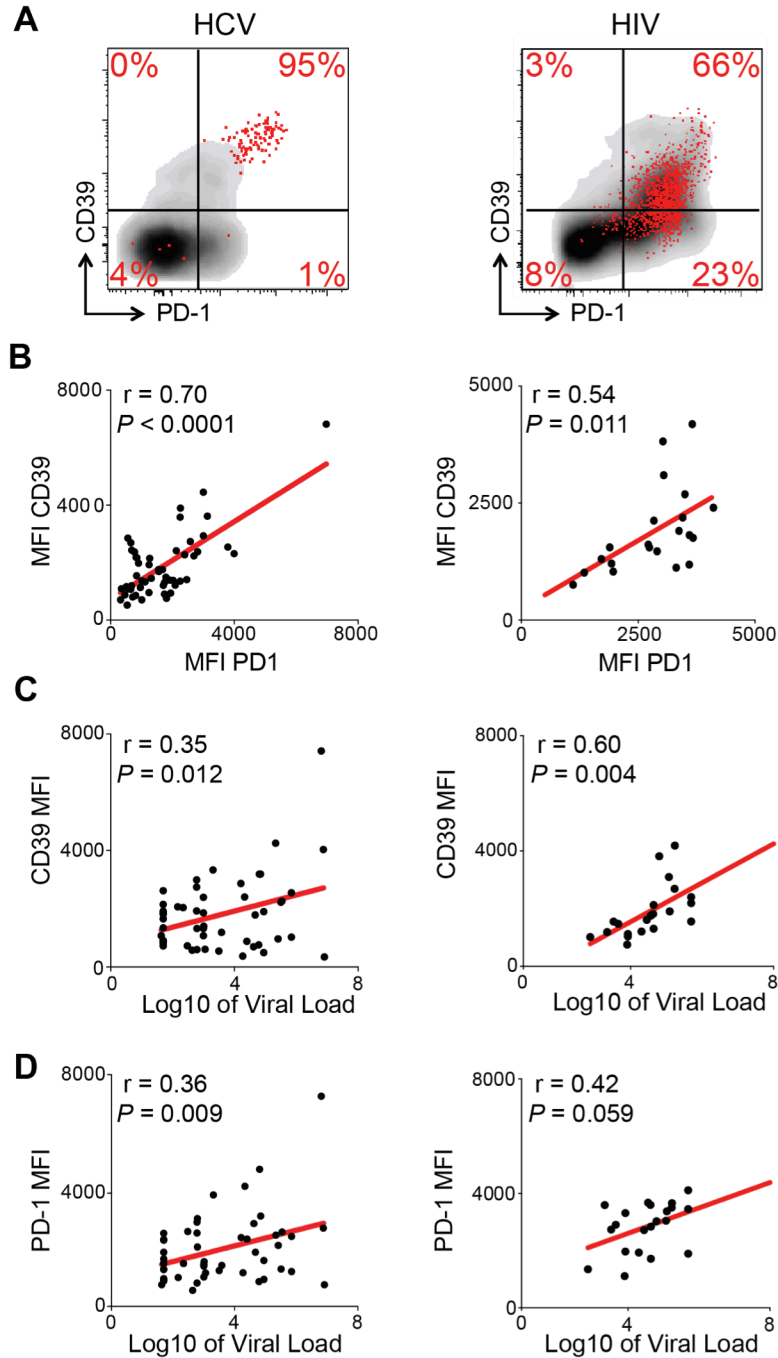 A
HCV
HIV
0%
95%
4%
1%
CD39
PD-1
3%
66%
8%
23%
CD39
PD-1
B
r = 0.70
P < 0.0001
8000
4000
0
MFI CD39
0
4000
8000
MFI PD1
r = 0.54
P = 0.011
5000
2500
0
MFI CD39
0
2500
5000
MFI PD1
C
r = 0.35
P = 0.012
8000
4000
0
CD39 MFI
0
4
8
Log10 of Viral Load
r = 0.60
P = 0.004
8000
4000
0
CD39 MFI
0
4
8
Log10 of Viral Load
D
r = 0.36
P = 0.009
8000
4000
0
PD-1 MFI
0
4
8
Log10 of Viral Load
r = 0.42
P = 0.059
8000
4000
0
PD-1 MFI
0
4
8
Log10 of Viral Load